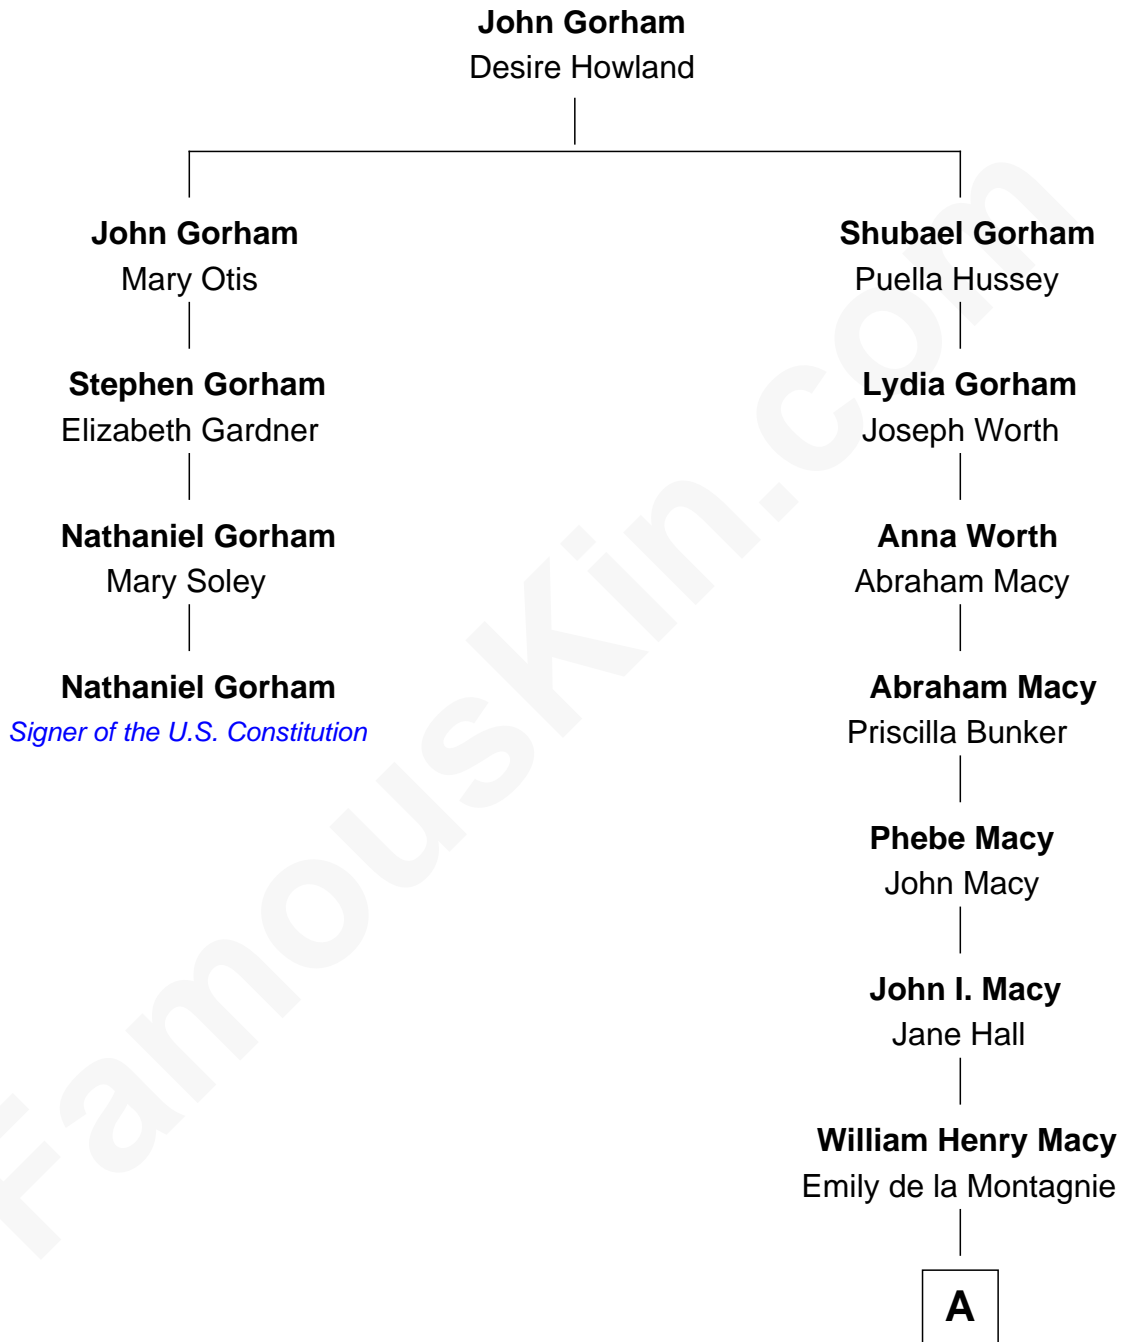 John Gorham
Desire Howland
John Gorham
Mary Otis
Shubael Gorham
Puella Hussey
Stephen Gorham
Elizabeth Gardner
Lydia Gorham
Joseph Worth
Nathaniel Gorham
Mary Soley
Anna Worth
Abraham Macy
Nathaniel Gorham
Signer of the U.S. Constitution
Abraham Macy
Priscilla Bunker
Phebe Macy
John Macy
John I. Macy
Jane Hall
William Henry Macy
Emily de la Montagnie
A
FamousKin.com